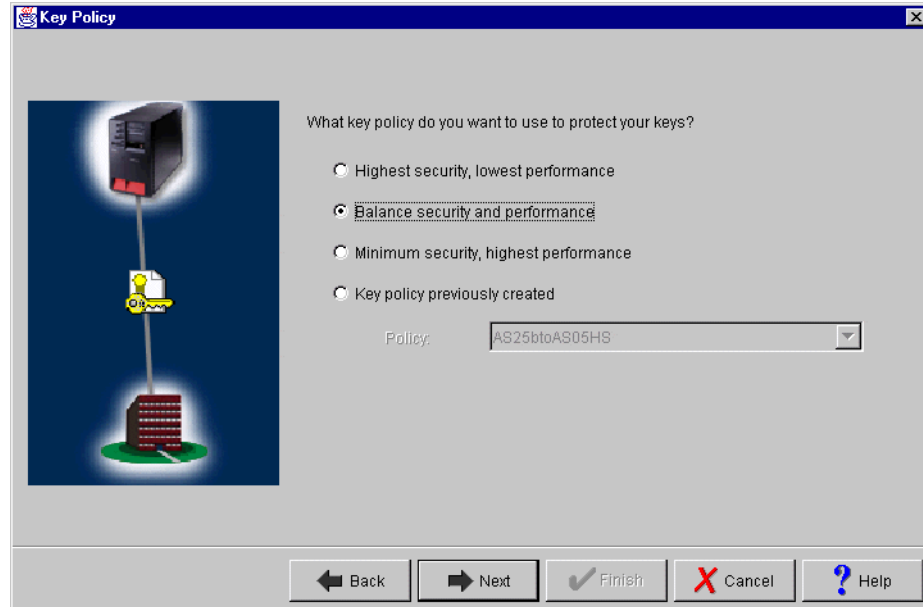 Key Policy
What key policy do you want to use to protect your keys?
Highest security, lowest performance
Balance security and performance
Minimum security, highest performance
Key policy previously created
Policy: AS25btoAS05HS
Back Next Finish Cancel Help